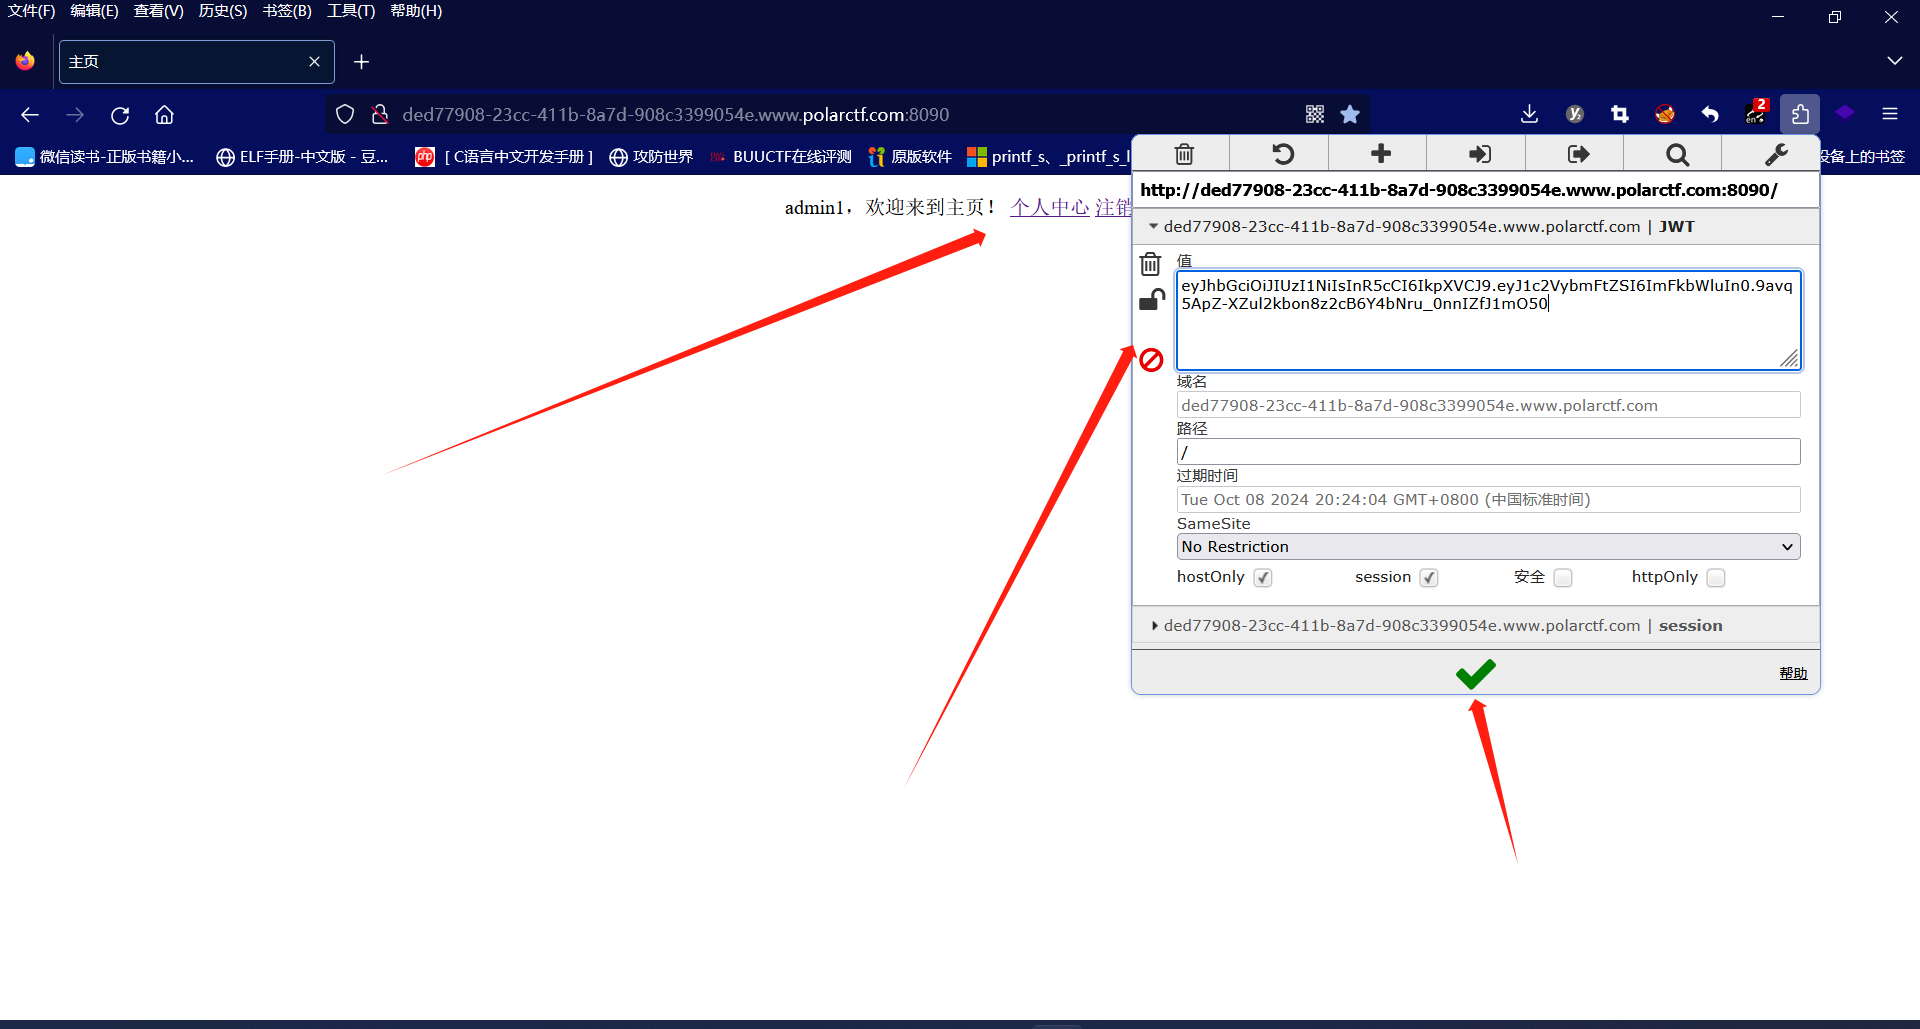 文件(F) 编辑(E) 查看(V) 历史(S) 书签(B) 工具(T) 帮助(H)
主页
ded77908-23cc-411b-8a7d-908c3399054e.www.polarctf.com:8090
2
en
微信读书-正版书籍小... ELF手册-中文版 - 豆... php [ C语言中文开发手册 ] 攻防世界 BUUCTF在线评测 原版软件 printf_s、_printf_s_l 设备上的书签
admin1，欢迎来到主页！ 个人中心 注销
http://ded77908-23cc-411b-8a7d-908c3399054e.www.polarctf.com:8090/
ded77908-23cc-411b-8a7d-908c3399054e.www.polarctf.com | JWT
值
eyJhbGciOiJIUzI1NiIsInR5cCI6IkpXVCJ9.eyJ1c2VybmFtZSI6ImFkbWluIn0.9avq
5ApZ-XZul2kbon8z2cB6Y4bNru_0nnIZfJ1mO50
域名
ded77908-23cc-411b-8a7d-908c3399054e.www.polarctf.com
路径
/
过期时间
Tue Oct 08 2024 20:24:04 GMT+0800 (中国标准时间)
SameSite
No Restriction
hostOnly session 安全 httpOnly
ded77908-23cc-411b-8a7d-908c3399054e.www.polarctf.com | session
帮助